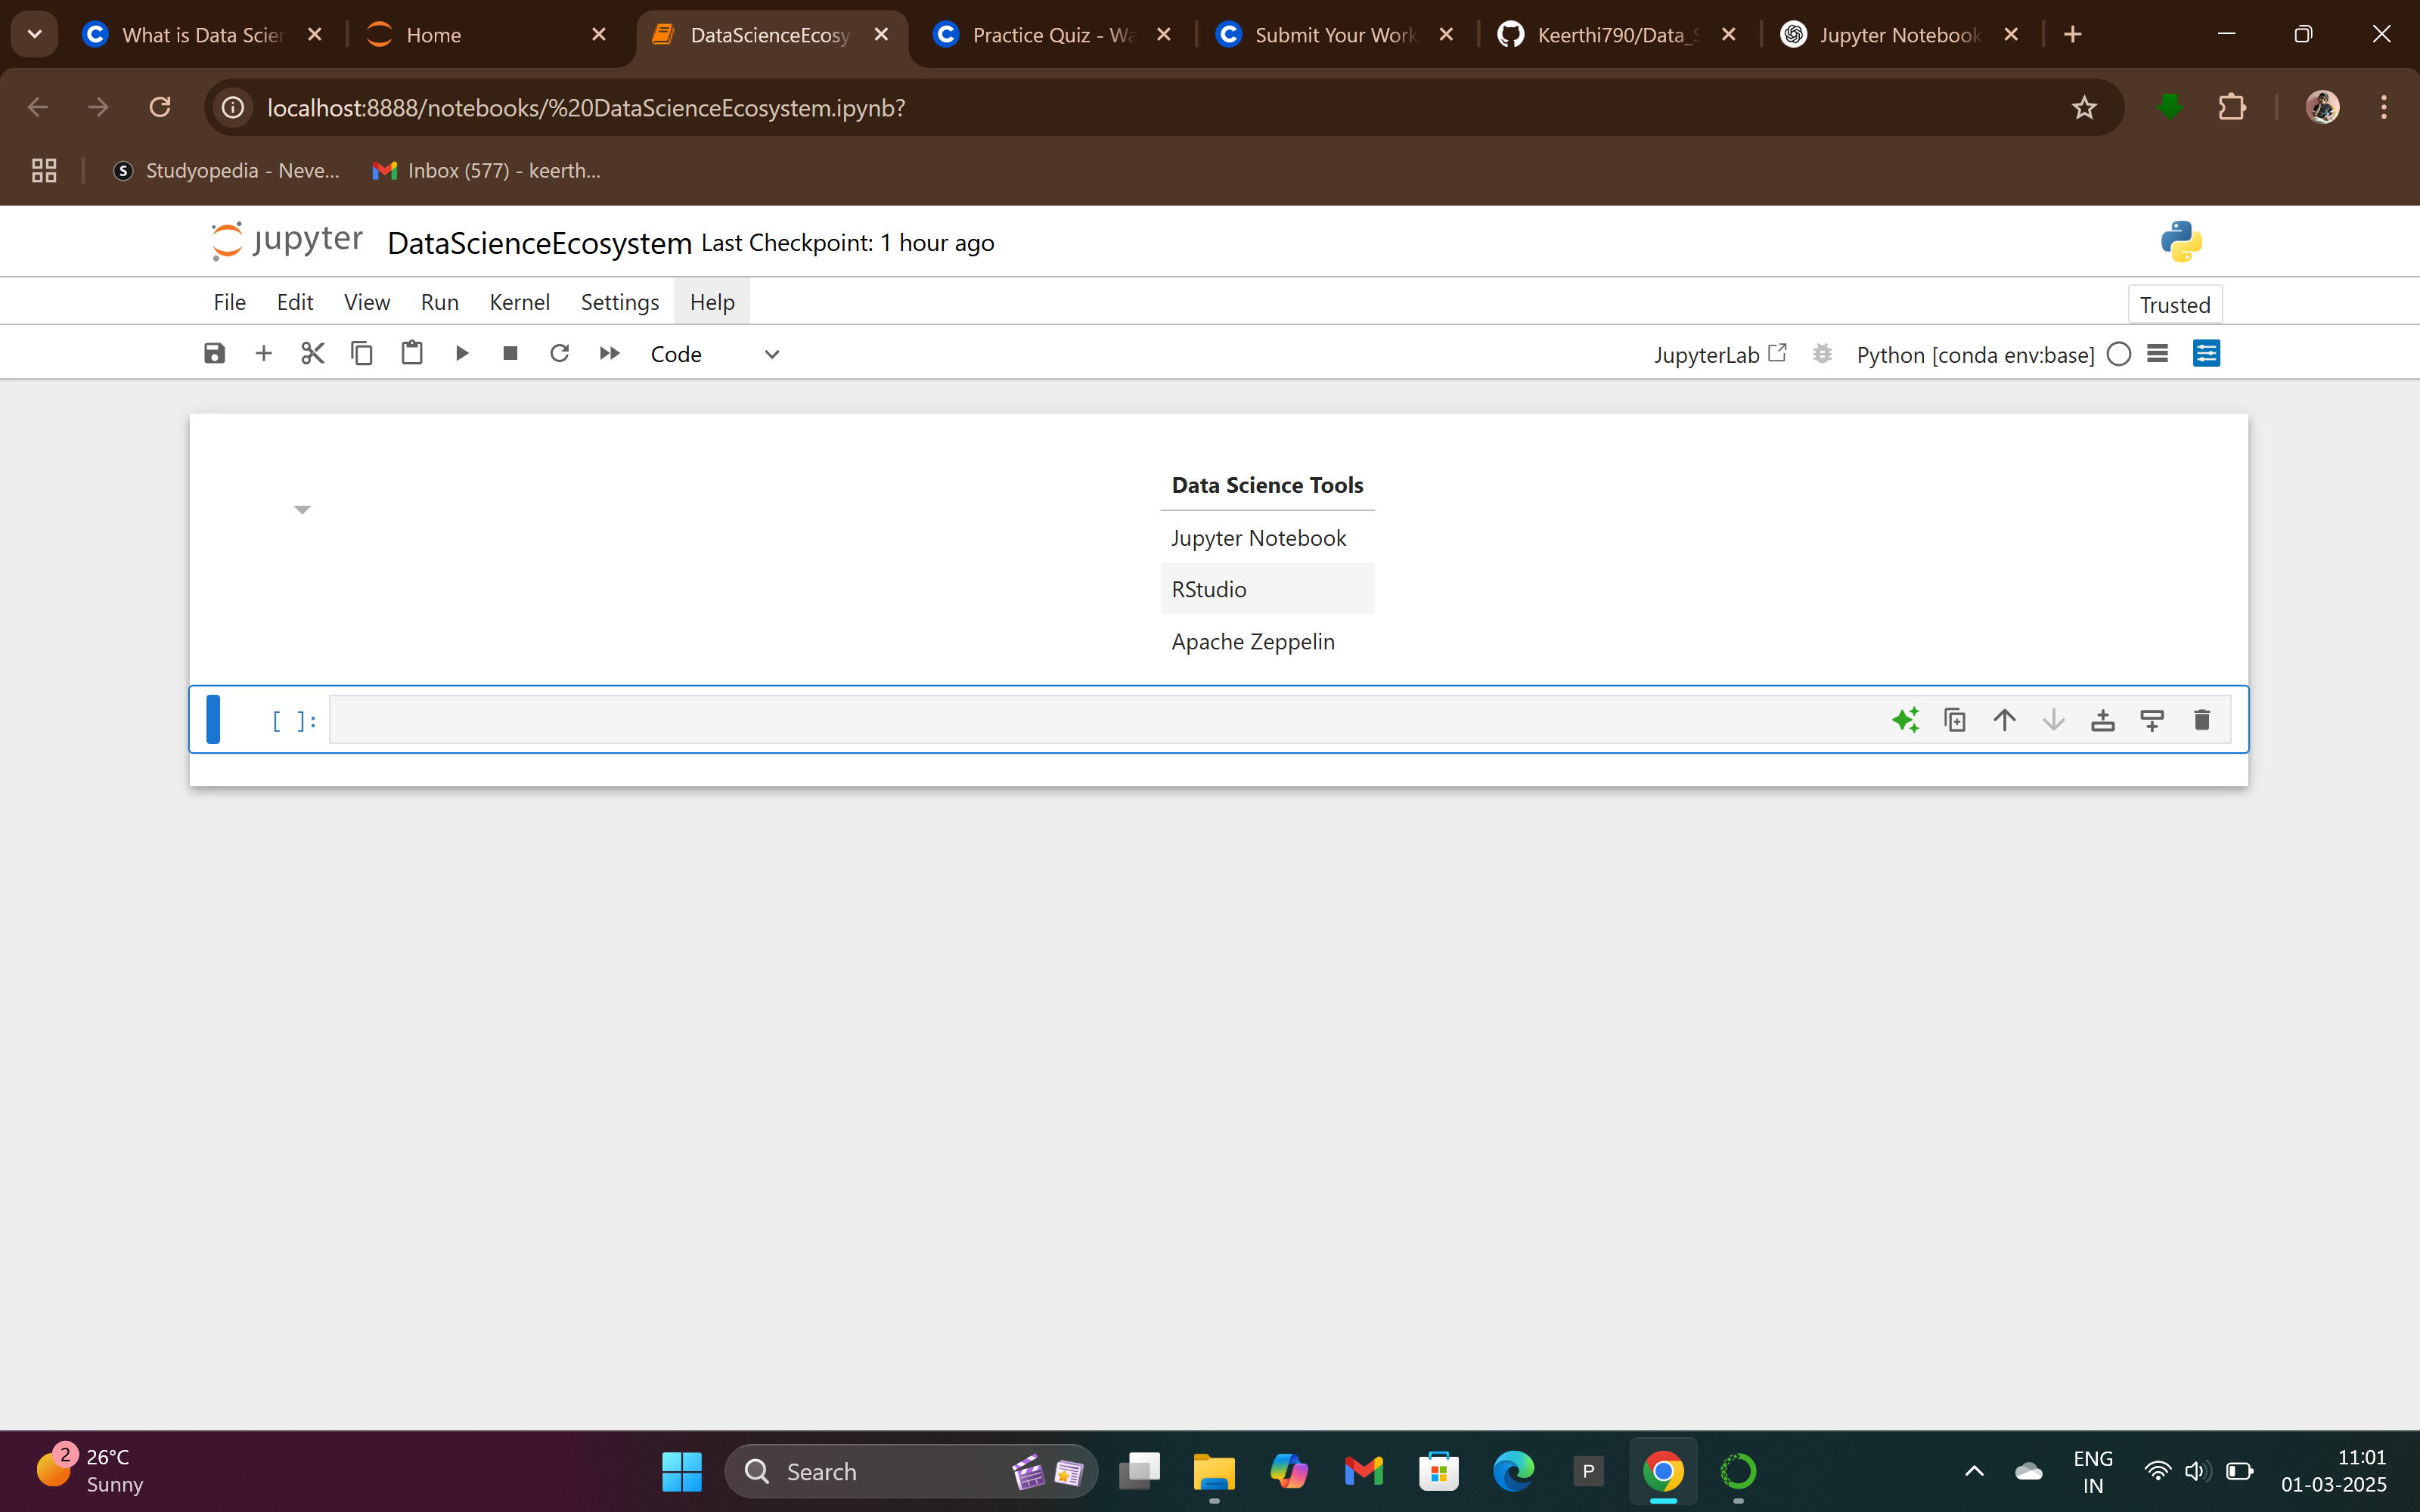 What is Data Scien
Home
DataScienceEcosy
Practice Quiz - Wa
Submit Your Work
Keerthi790/Data_S
Jupyter Notebook
localhost:8888/notebooks/%20DataScienceEcosystem.ipynb?
Studyopedia - Neve...
Inbox (577) - keerth...
jupyter DataScienceEcosystem Last Checkpoint: 1 hour ago
File Edit View Run Kernel Settings Help
Trusted
Code
JupyterLab
Python [conda env:base]
Data Science Tools
Jupyter Notebook
RStudio
Apache Zeppelin
[ ]:
2
26°C
Sunny
Search
P
ENG
IN
11:01
01-03-2025